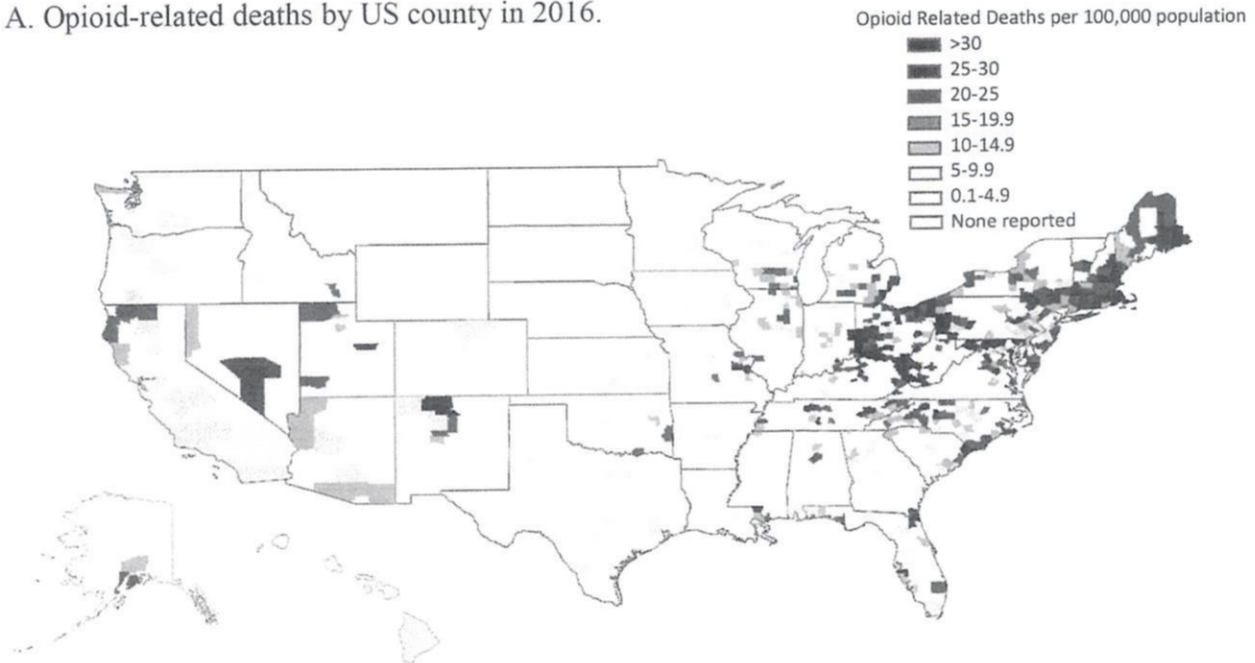 A. Opioid-related deaths by US county in 2016.
Opioid Related Deaths per 100,000 population
>30
25-30
20-25
15-19.9
10-14.9
5-9.9
0.1-4.9
None reported